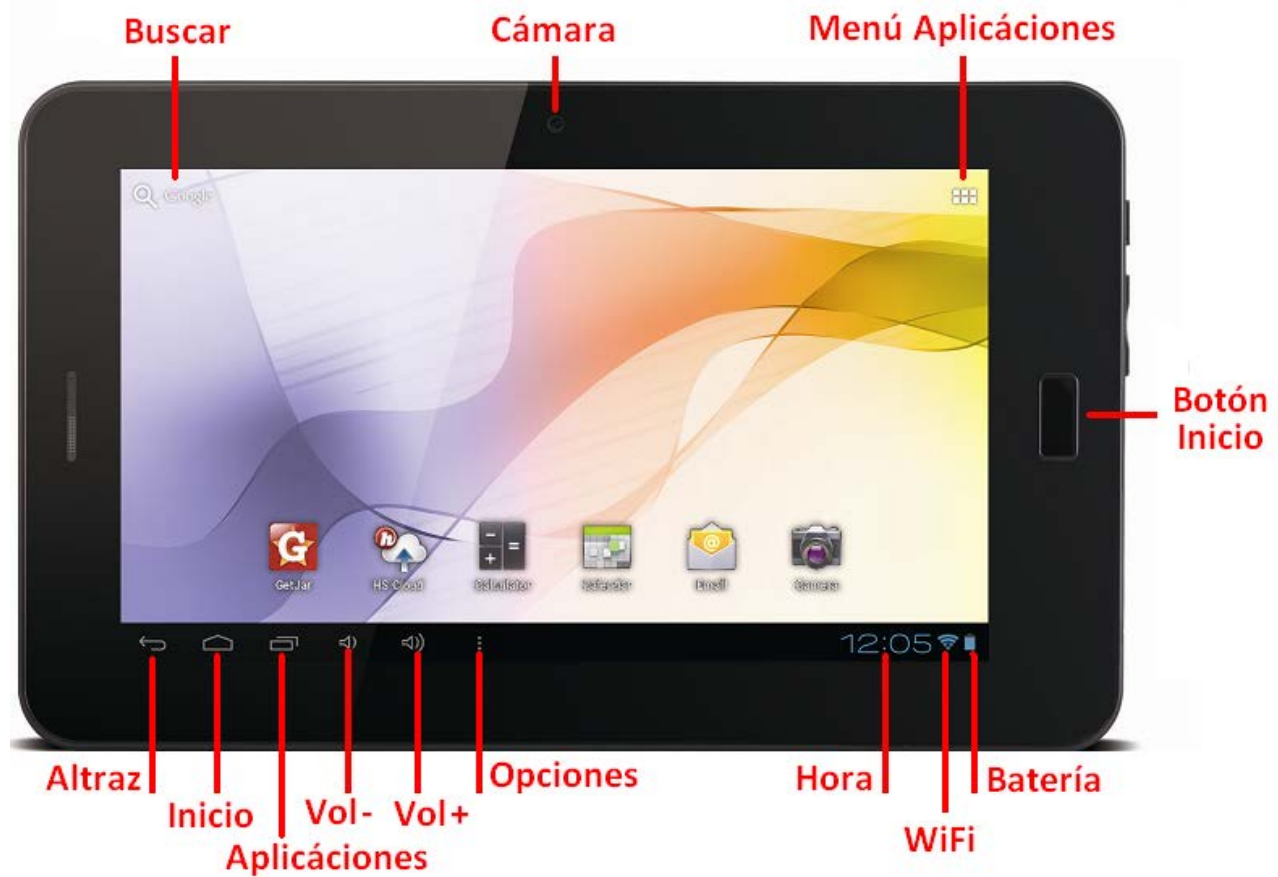 Buscar
Cámara
Menú Aplicáciones
Google
Botón
Inicio
GetJar
HS Cloud
Calculator
Calendar
Email
Camera
12:05
Altraz
Inicio
Aplicáciones
Vol-
Vol+
Opciones
Hora
WiFi
Batería